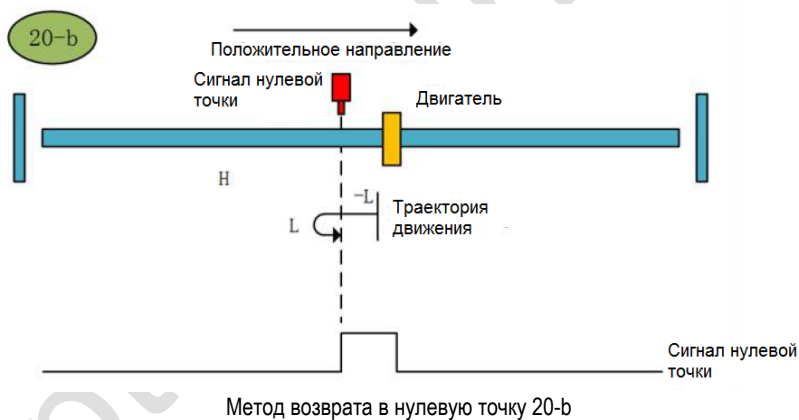 20-b
Положительное направление
Сигнал нулевой
точки
Двигатель
H
-L
L
Траектория
движения
Сигнал нулевой
точки
Метод возврата в нулевую точку 20-b